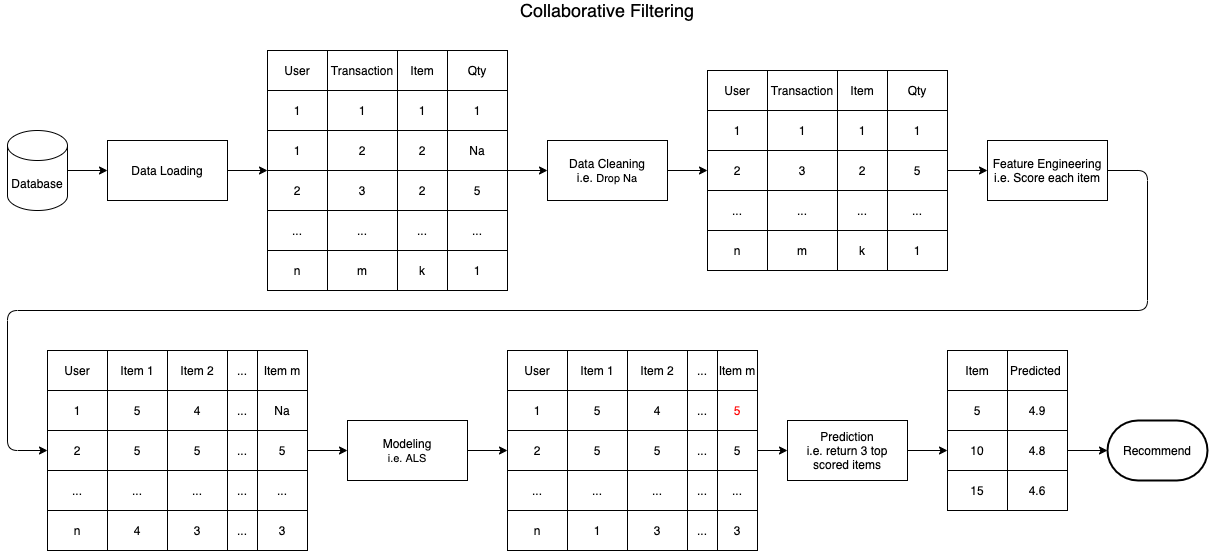 Collaborative Filtering
Database
Data Loading
User Transaction Item Qty
1 1 1 1
1 2 2 Na
2 3 2 5
... ... ... ...
n m k 1
Data Cleaning
i.e. Drop Na
User Transaction Item Qty
1 1 1 1
2 3 2 5
... ... ... ...
n m k 1
Feature Engineering
i.e. Score each item
User Item 1 Item 2 ... Item m
1 5 4 ... Na
2 5 5 ... 5
... ... ... ... ...
n 4 3 ... 3
Modeling
i.e. ALS
User Item 1 Item 2 ... Item m
1 5 4 ... 5
2 5 5 ... 5
... ... ... ... ...
n 1 3 ... 3
Prediction
i.e. return 3 top
scored items
Item Predicted
5 4.9
10 4.8
15 4.6
Recommend